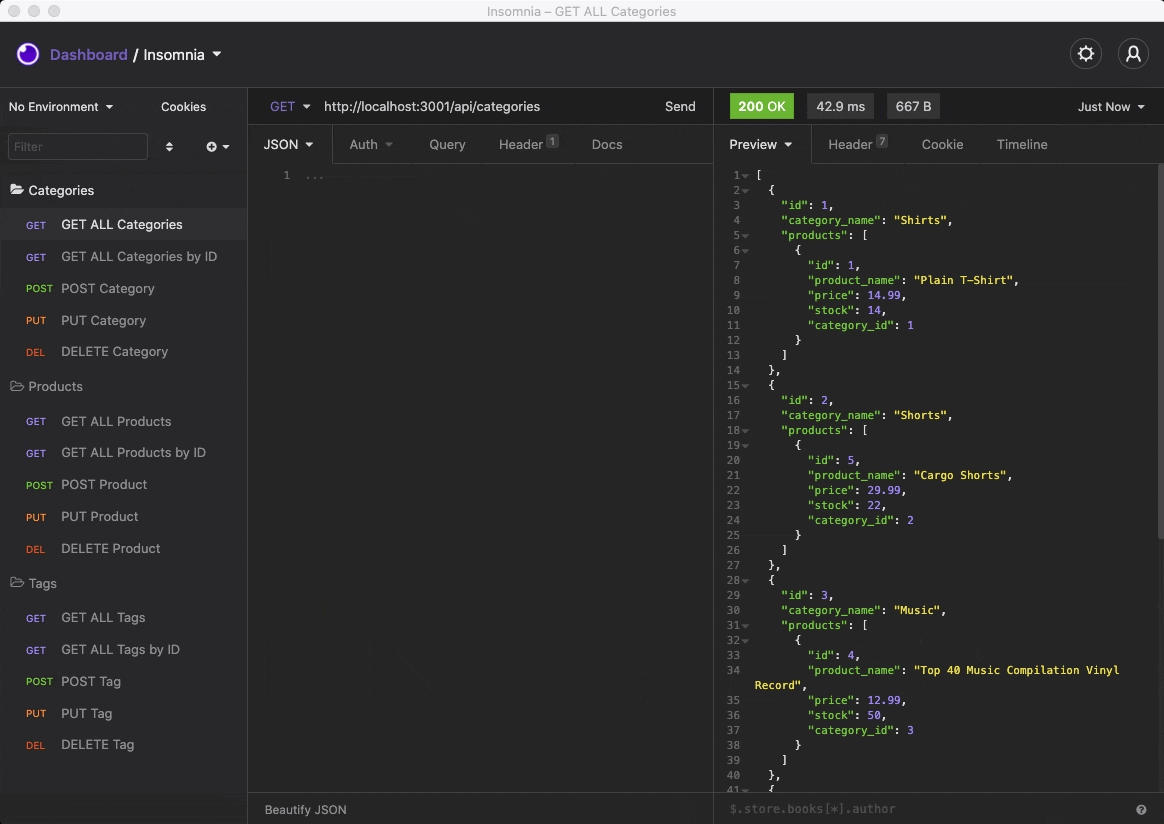 Insomnia – GET ALL Categories
Dashboard / Insomnia
No Environment Cookies
Filter
Categories
GET GET ALL Categories
GET GET ALL Categories by ID
POST POST Category
PUT PUT Category
DEL DELETE Category
Products
GET GET ALL Products
GET GET ALL Products by ID
POST POST Product
PUT PUT Product
DEL DELETE Product
Tags
GET GET ALL Tags
GET GET ALL Tags by ID
POST POST Tag
PUT PUT Tag
DEL DELETE Tag
GET http://localhost:3001/api/categories Send
JSON Auth Query Header 1 Docs
1 ...
Beautify JSON
200 OK 42.9 ms 667 B Just Now
Preview Header 7 Cookie Timeline
1 [
2 {
3 "id": 1,
4 "category_name": "Shirts",
5 "products": [
6 {
7 "id": 1,
8 "product_name": "Plain T-Shirt",
9 "price": 14.99,
10 "stock": 14,
11 "category_id": 1
12 }
13 ]
14 },
15 {
16 "id": 2,
17 "category_name": "Shorts",
18 "products": [
19 {
20 "id": 5,
21 "product_name": "Cargo Shorts",
22 "price": 29.99,
23 "stock": 22,
24 "category_id": 2
25 }
26 ]
27 },
28 {
29 "id": 3,
30 "category_name": "Music",
31 "products": [
32 {
33 "id": 4,
34 "product_name": "Top 40 Music Compilation Vinyl
Record",
35 "price": 12.99,
36 "stock": 50,
37 "category_id": 3
38 }
39 ]
40 },
41 {
$.store.books[*].author